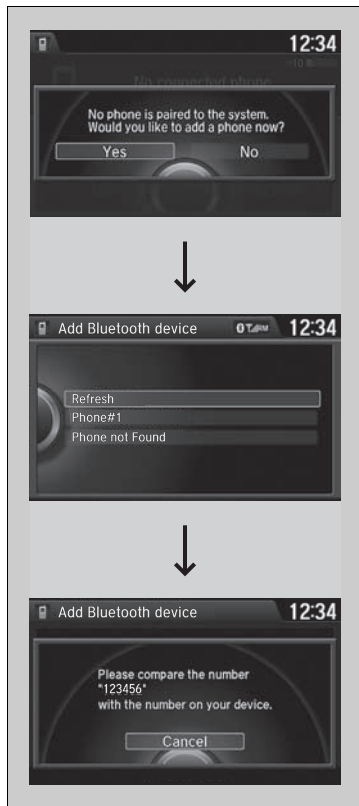 12:34
No connected phone
No phone is paired to the system.
Would you like to add a phone now?
Yes No
Add Bluetooth device 12:34
Refresh
Phone#1
Phone not Found
Add Bluetooth device 12:34
Please compare the number
"123456"
with the number on your device.
Cancel